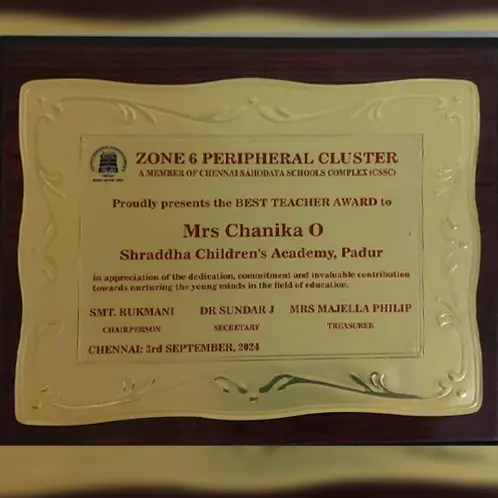 ZONE 6 PERIPHERAL CLUSTER
A MEMBER OF CHENNAI SAHODAYA SCHOOLS COMPLEX (CSSC)
Proudly presents the BEST TEACHER AWARD to
Mrs Chanika O
Shraddha Children's Academy, Padur
in appreciation of the dedication, commitment and invaluable contribution
towards nurturing the young minds in the field of education.
SMT. RUKMANI DR SUNDAR J MRS MAJELLA PHILIP
CHAIRPERSON SECRETARY TREASURER
CHENNAI: 3rd SEPTEMBER, 2024